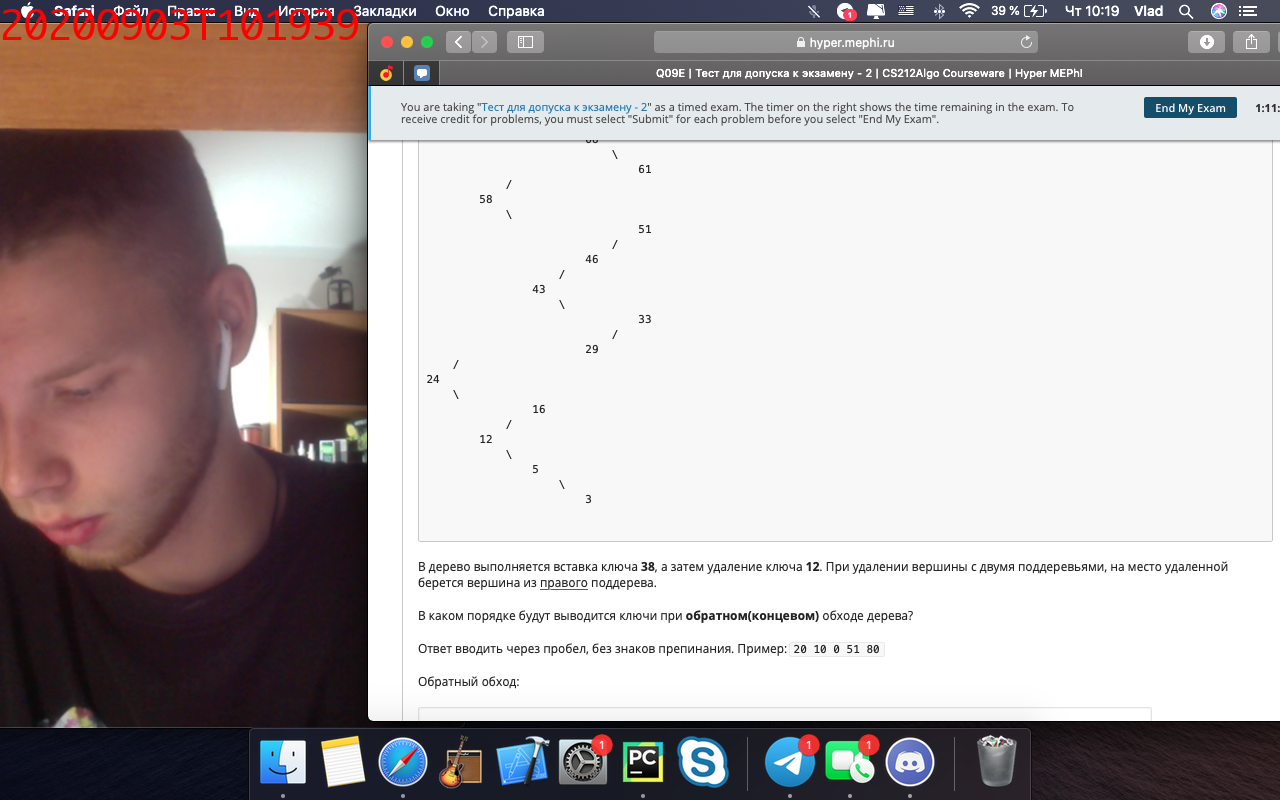 20200903T101939
Safari Файл Правка Вид История Закладки Окно Справка
1
39 %
Чт 10:19 Vlad
hyper.mephi.ru
Q09E | Тест для допуска к экзамену - 2 | CS212Algo Courseware | Hyper MEPhI
You are taking "Тест для допуска к экзамену - 2" as a timed exam. The timer on the right shows the time remaining in the exam. To
receive credit for problems, you must select "Submit" for each problem before you select "End My Exam".
End My Exam
1:11:
\
61
/
58
\
51
/
46
/
43
\
33
/
29
/
24
\
16
/
12
\
5
\
3
В дерево выполняется вставка ключа 38, а затем удаление ключа 12. При удалении вершины с двумя поддеревьями, на место удаленной
берется вершина из правого поддерева.
В каком порядке будут выводится ключи при обратном(концевом) обходе дерева?
Ответ вводить через пробел, без знаков препинания. Пример: 20 10 0 51 80
Обратный обход:
1
PC
1
1